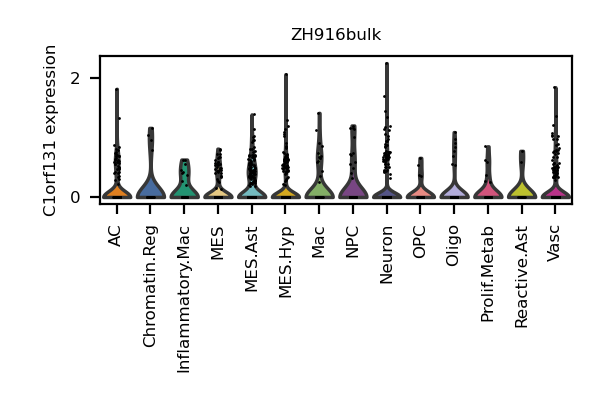 ZH916bulk
C1orf131 expression
2
0
AC
Chromatin.Reg
Inflammatory.Mac
MES
MES.Ast
MES.Hyp
Mac
NPC
Neuron
OPC
Oligo
Prolif.Metab
Reactive.Ast
Vasc